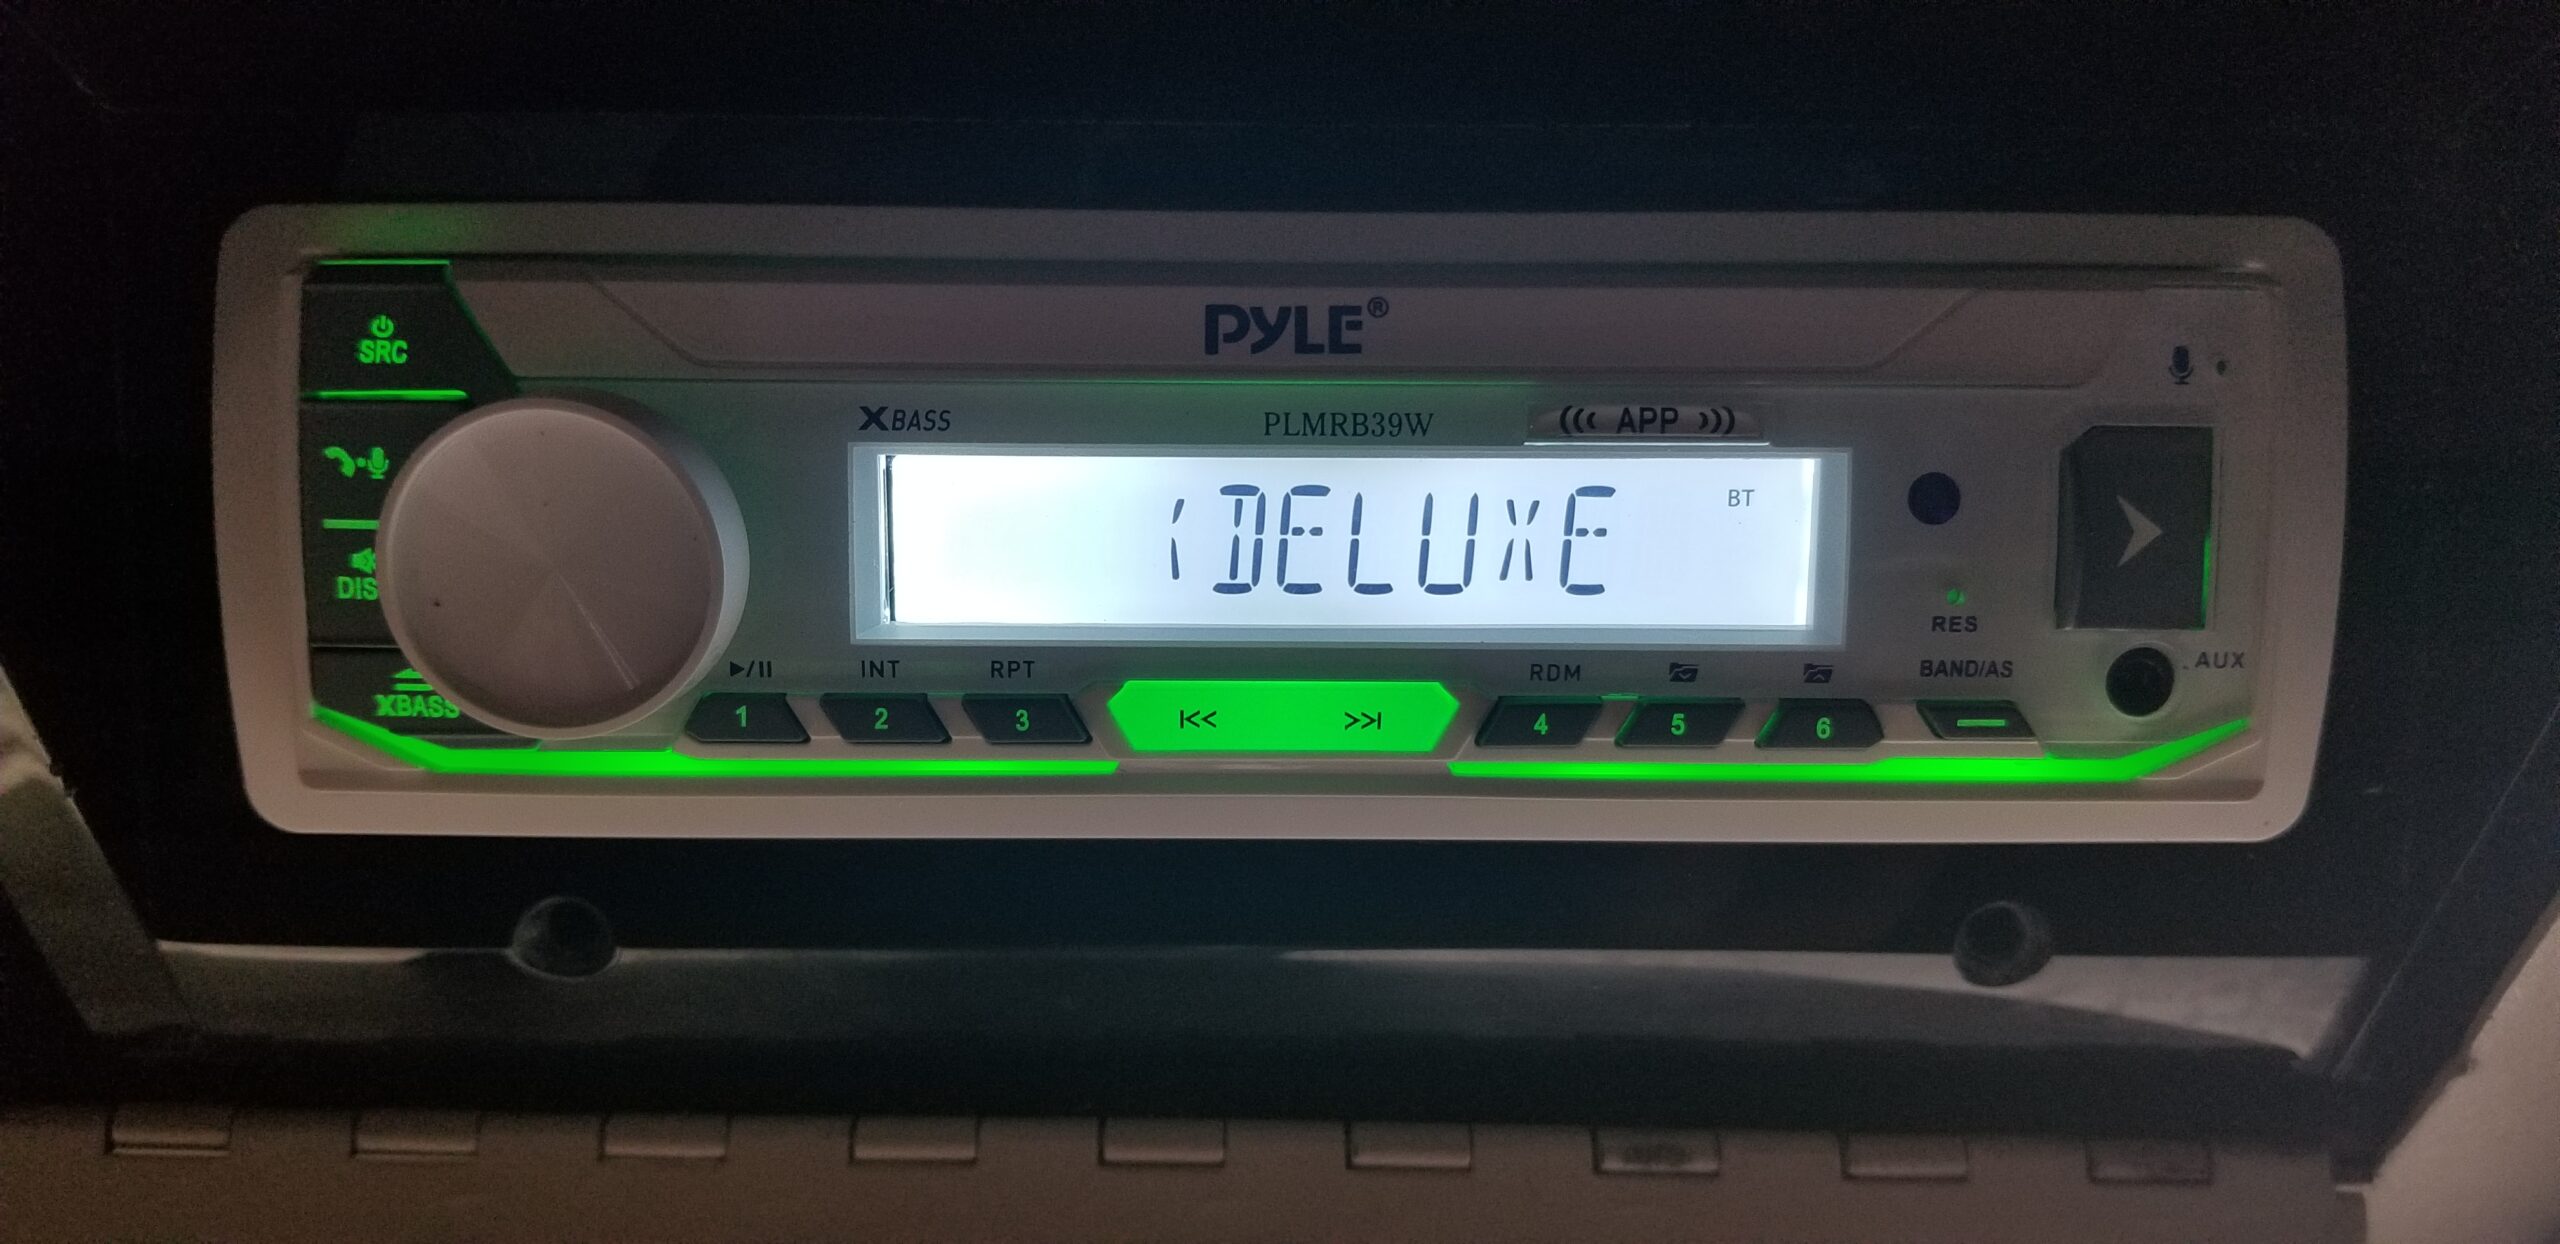 PYLE®
SRC
XBASS
PLMRB39W
((( APP )))
(DELUXE
BT
DIS
RES
AUX
XBASS
▶/II
INT
RPT
RDM
BAND/AS
1
2
3
4
5
6